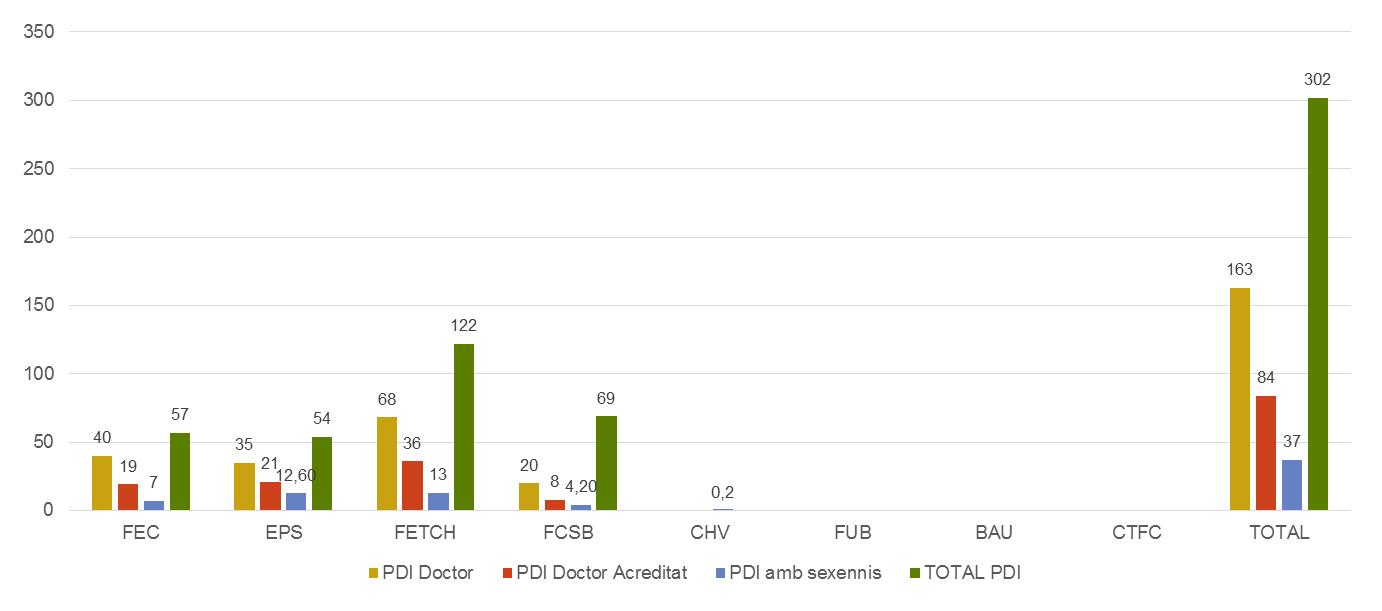 350
300
250
200
150
100
50
0
40 19 7 57
35 21 12,60 54
68 36 13 122
20 8 4,20 69
0,2
163 84 37 302
FEC EPS FETCH FCSB CHV FUB BAU CTFC TOTAL
PDI Doctor PDI Doctor Acreditat PDI amb sexennis TOTAL PDI